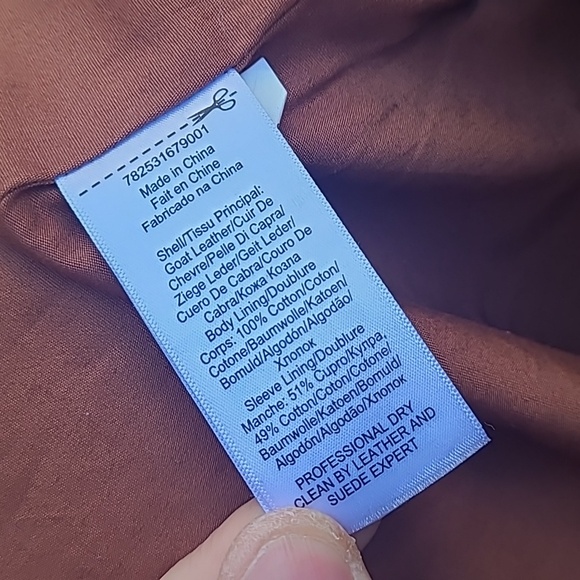 782531679001
Made in China
Fait en Chine
Fabricado na China
Shell/Tissu Principal:
Goat Leather/Cuir De
Chevre/Pelle Di Capra/
Ziege Leder/Geit Leder/
Cuero De Cabra/Couro De
Cabra/Кожа Козла
Body Lining/Doublure
Corps: 100% Cotton/Coton/
Cotone/Baumwolle/Katoen/
Bomuld/Algodón/Algodão/
Хлопок
Sleeve Lining/Doublure
Manche: 51% Cupro/Купра,
49% Cotton/Coton/Cotone/
Baumwolle/Katoen/Bomuld/
Algodón/Algodão/Хлопок
PROFESSIONAL DRY
CLEAN BY LEATHER AND
SUEDE EXPERT